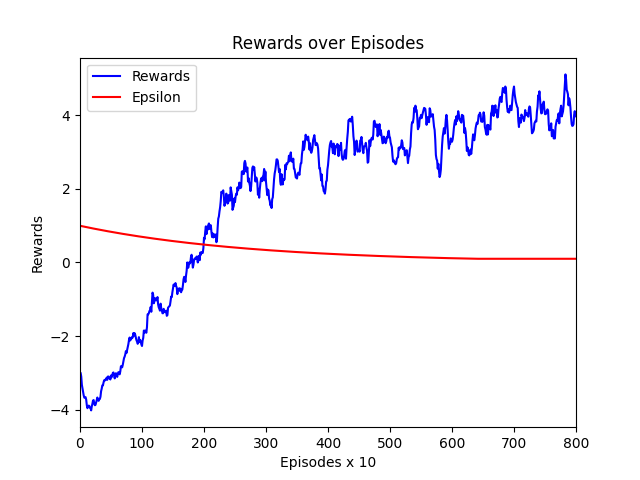 Rewards over Episodes
Rewards
Epsilon
4
2
0
−2
−4
Rewards
0 100 200 300 400 500 600 700 800
Episodes x 10